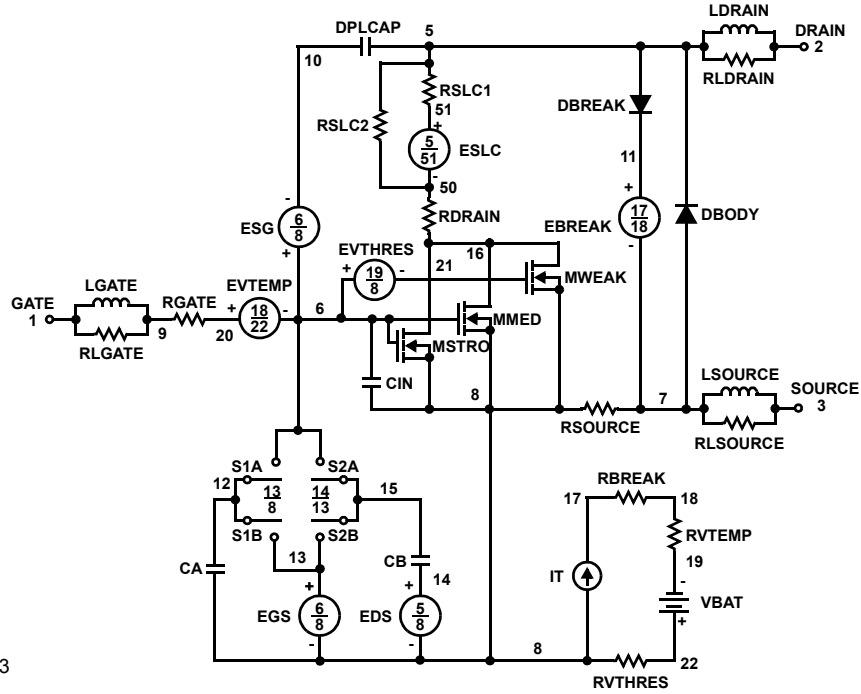 LDRAIN
DPLCAP 5 DRAIN
10 2
RLDRAIN
RSLC1
51
DBREAK
RSLC2
+
5
51
ESLC
-
50
11
-
6
8
ESG
+
RDRAIN
+
17
18
EBREAK
-
DBODY
EVTHRES
+ 19
8 -
21
16
MWEAK
LGATE
GATE
1
RLGATE
9
RGATE
20
EVTEMP
+ 18
22 -
6
MMED
MSTRO
CIN
8
RSOURCE
7
LSOURCE
SOURCE
3
RLSOURCE
S1A
S2A
12
13
8
14
13
15
S1B
S2B
13
CA
CB
14
+
6
8
EGS
-
+
5
8
EDS
-
RBREAK
17
18
RVTEMP
19
IT
-
VBAT
+
8
22
RVTHRES
3